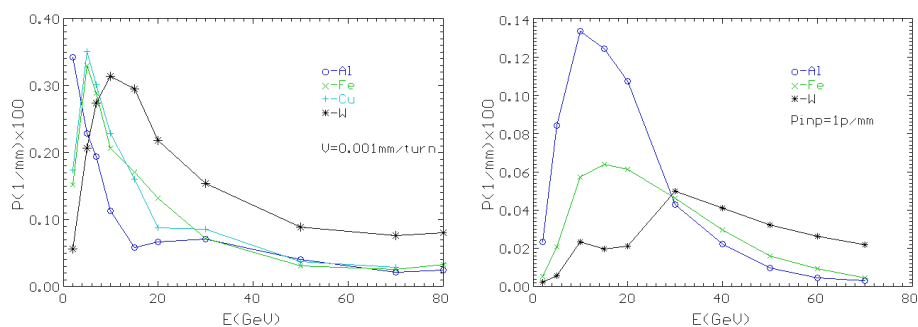 0.40
0.30
0.20
0.10
0.00
P(1/mm)×100
0 20 40 60 80
E(GeV)
Al
Fe
Cu
W
V=0.001mm/turn
0.14
0.12
0.10
0.08
0.06
0.04
0.02
0.00
P(1/mm)×100
0 20 40 60 80
E(GeV)
Al
Fe
W
Pinp=1p/mm